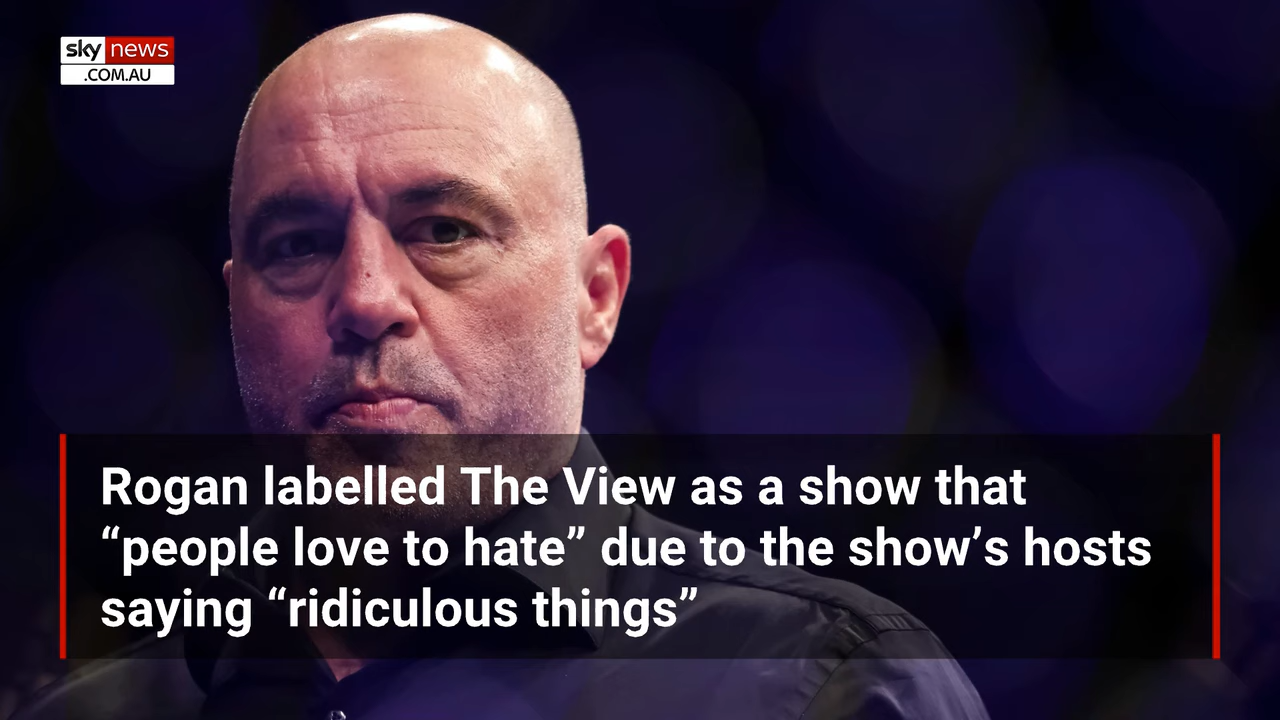 sky news
.COM.AU
Rogan labelled The View as a show that
“people love to hate” due to the show’s hosts
saying “ridiculous things”